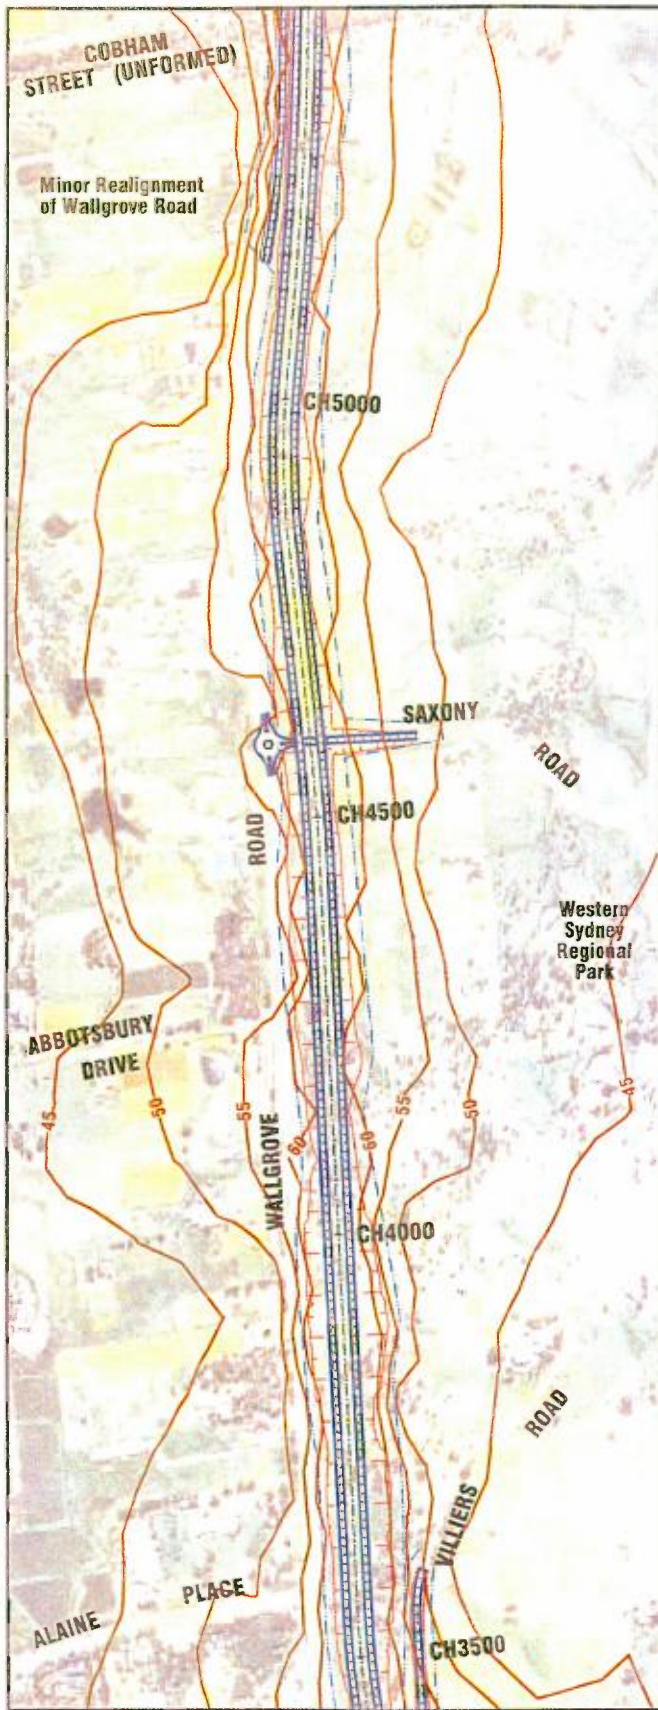 COBHAM
STREET (UNFORMED)
Minor Realignment
of Wallgrove Road
CH5000
SAXONY
ROAD
CH4500
ROAD
Western
Sydney
Regional
Park
ABBOTSBURY
DRIVE
45
50
55
60
60
55
50
45
WALLGROVE
CH4000
ROAD
VILLIERS
PLACE
ALAINE
CH3500